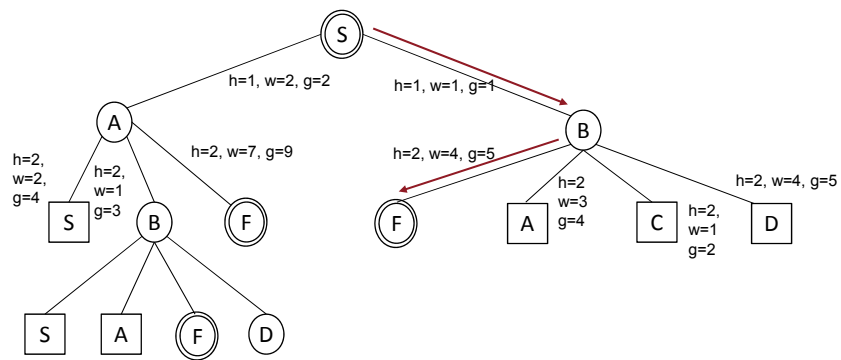 S
h=1, w=2, g=2
h=1, w=1, g=1
A
B
h=2,
w=2,
g=4
h=2,
w=1
g=3
h=2, w=7, g=9
h=2, w=4, g=5
h=2
w=3
g=4
h=2,
w=1
g=2
h=2, w=4, g=5
S
B
F
F
A
C
D
S
A
F
D